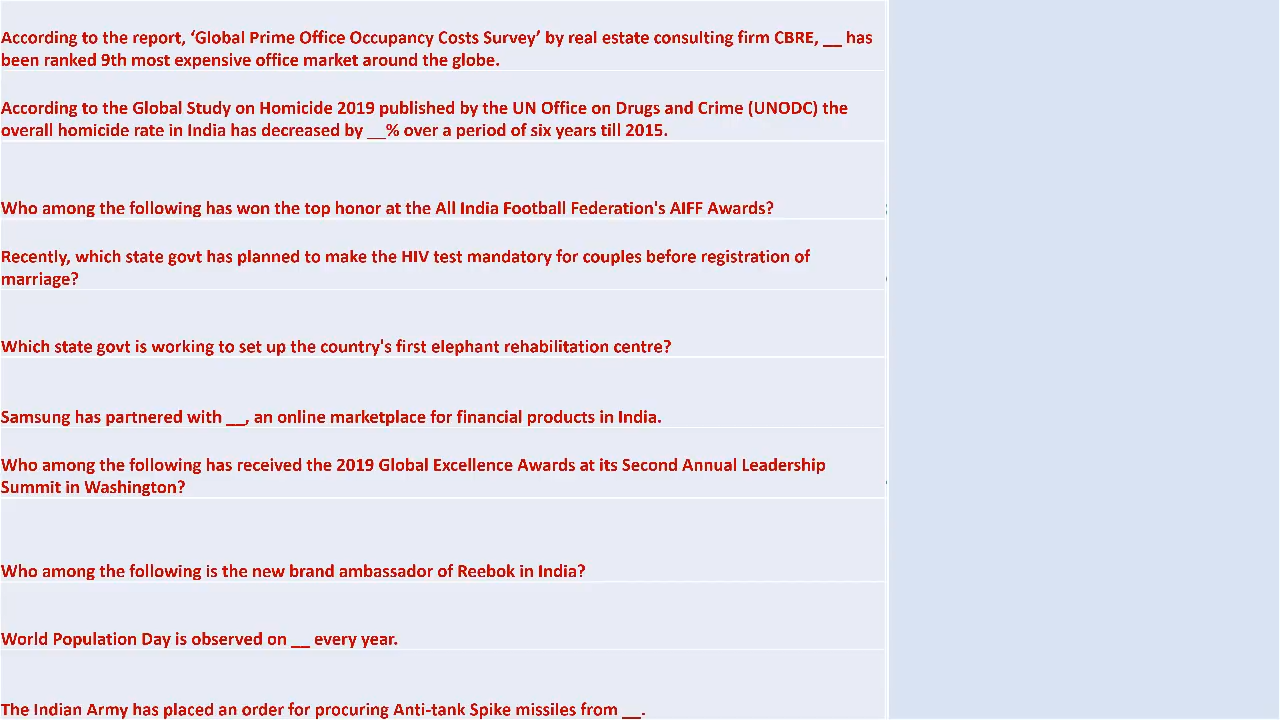 According to the report, ‘Global Prime Office Occupancy Costs Survey’ by real estate consulting firm CBRE, __ has
been ranked 9th most expensive office market around the globe.
According to the Global Study on Homicide 2019 published by the UN Office on Drugs and Crime (UNODC) the
overall homicide rate in India has decreased by __% over a period of six years till 2015.
Who among the following has won the top honor at the All India Football Federation's AIFF Awards?
Recently, which state govt has planned to make the HIV test mandatory for couples before registration of
marriage?
Which state govt is working to set up the country's first elephant rehabilitation centre?
Samsung has partnered with __, an online marketplace for financial products in India.
Who among the following has received the 2019 Global Excellence Awards at its Second Annual Leadership
Summit in Washington?
Who among the following is the new brand ambassador of Reebok in India?
World Population Day is observed on __ every year.
The Indian Army has placed an order for procuring Anti-tank Spike missiles from __.